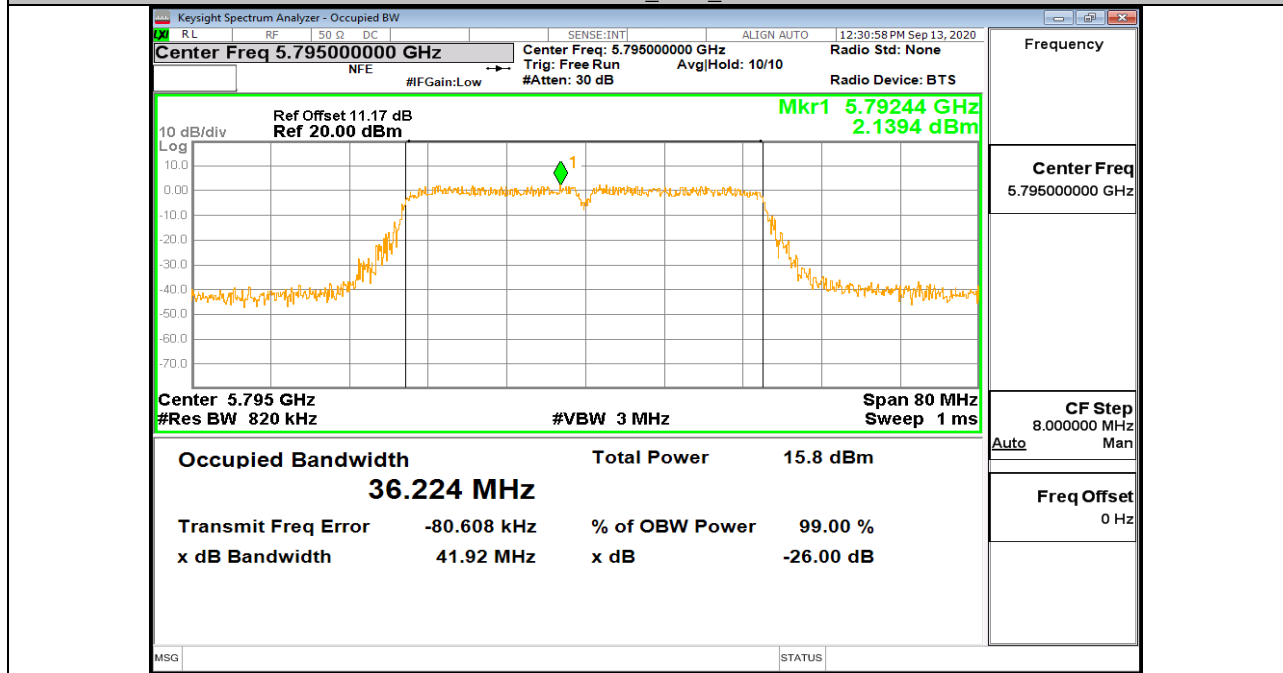 Keysight Spectrum Analyzer - Occupied BW
LXI RL RF 50 Ω DC SENSE:INT ALIGN AUTO 12:30:58 PM Sep 13, 2020
Center Freq 5.795000000 GHz
NFE
#IFGain:Low
Center Freq: 5.795000000 GHz
Trig: Free Run Avg|Hold: 10/10
#Atten: 30 dB
Radio Std: None
Radio Device: BTS
Frequency
Mkr1 5.79244 GHz
2.1394 dBm
Ref Offset 11.17 dB
10 dB/div Ref 20.00 dBm
Log
10.0
0.00
-10.0
-20.0
-30.0
-40.0
-50.0
-60.0
-70.0
1
Center 5.795 GHz Span 80 MHz
#Res BW 820 kHz #VBW 3 MHz Sweep 1 ms
Occupied Bandwidth Total Power 15.8 dBm
36.224 MHz
Transmit Freq Error -80.608 kHz % of OBW Power 99.00 %
x dB Bandwidth 41.92 MHz x dB -26.00 dB
Center Freq
5.795000000 GHz
CF Step
8.000000 MHz
Auto Man
Freq Offset
0 Hz
MSG STATUS